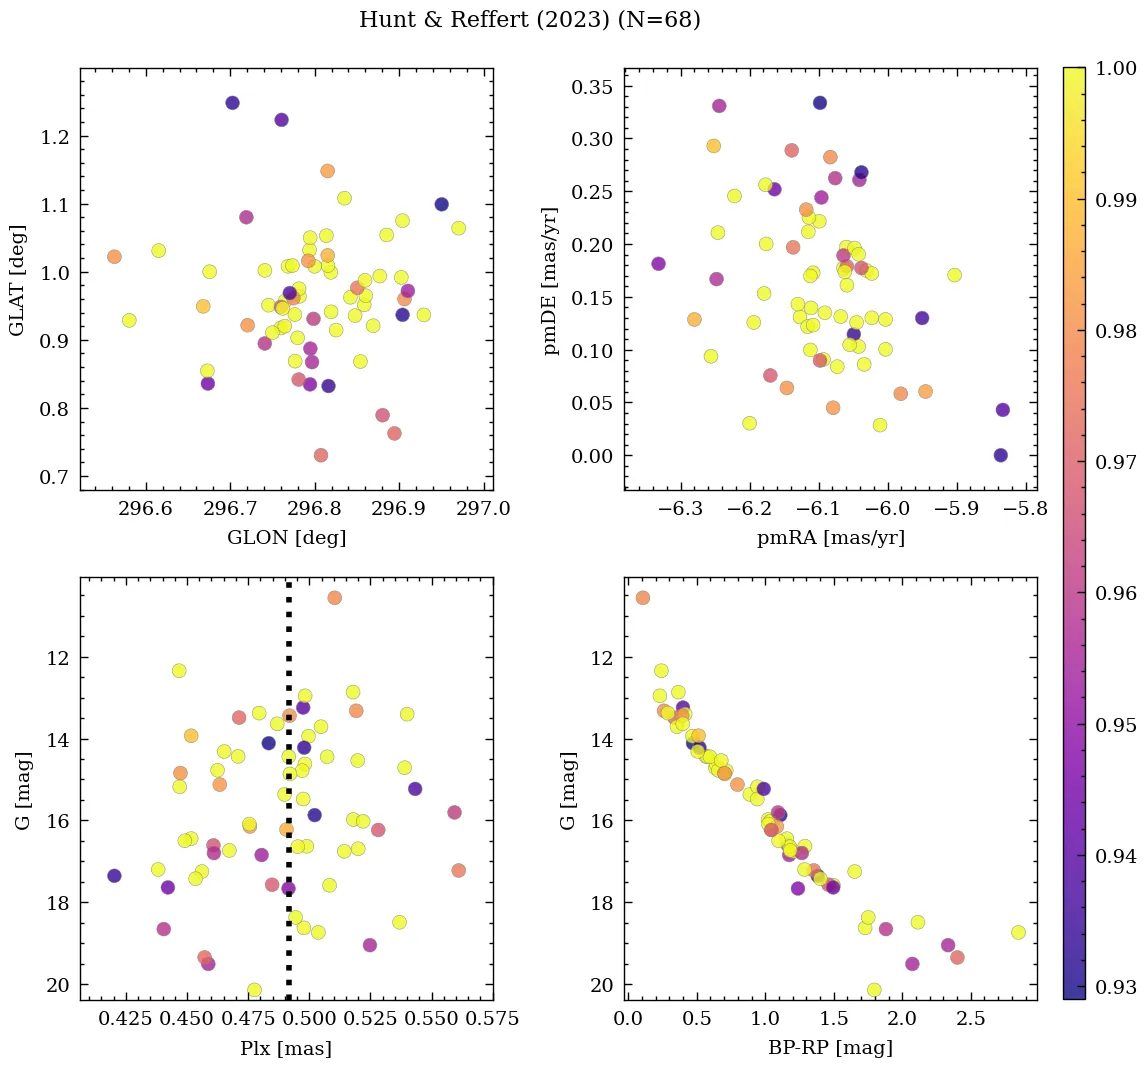 Hunt & Reffert (2023) (N=68)
1.2
1.1
1.0
0.9
0.8
0.7
GLAT [deg]
296.6 296.7 296.8 296.9 297.0
GLON [deg]
0.35
0.30
0.25
0.20
0.15
0.10
0.05
0.00
pmDE [mas/yr]
−6.3 −6.2 −6.1 −6.0 −5.9 −5.8
pmRA [mas/yr]
1.00
0.99
0.98
0.97
0.96
0.95
0.94
0.93
12
14
16
18
20
G [mag]
0.425 0.450 0.475 0.500 0.525 0.550 0.575
Plx [mas]
12
14
16
18
20
G [mag]
0.0 0.5 1.0 1.5 2.0 2.5
BP-RP [mag]